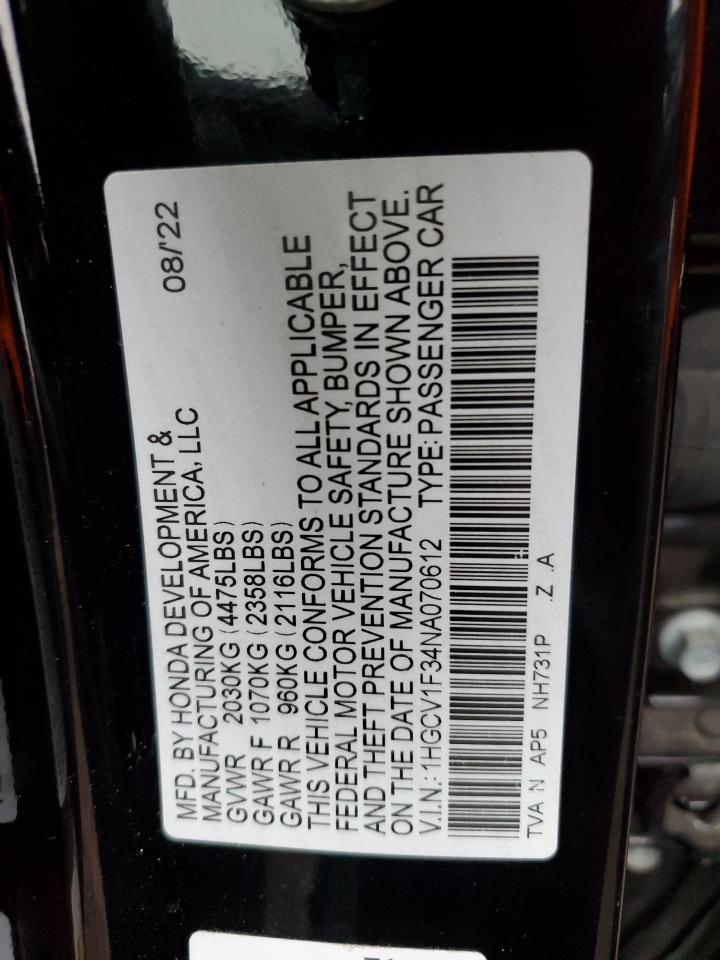 MFD. BY HONDA DEVELOPMENT & 08/'22
MANUFACTURING OF AMERICA, LLC
GVWR 2030KG (4475LBS)
GAWR F 1070KG (2358LBS)
GAWR R 960KG (2116LBS)
THIS VEHICLE CONFORMS TO ALL APPLICABLE
FEDERAL MOTOR VEHICLE SAFETY, BUMPER,
AND THEFT PREVENTION STANDARDS IN EFFECT
ON THE DATE OF MANUFACTURE SHOWN ABOVE.
V.I.N.: 1HGCV1F34NA070612 TYPE: PASSENGER CAR
TVA N AP5 NH731P .Z .A